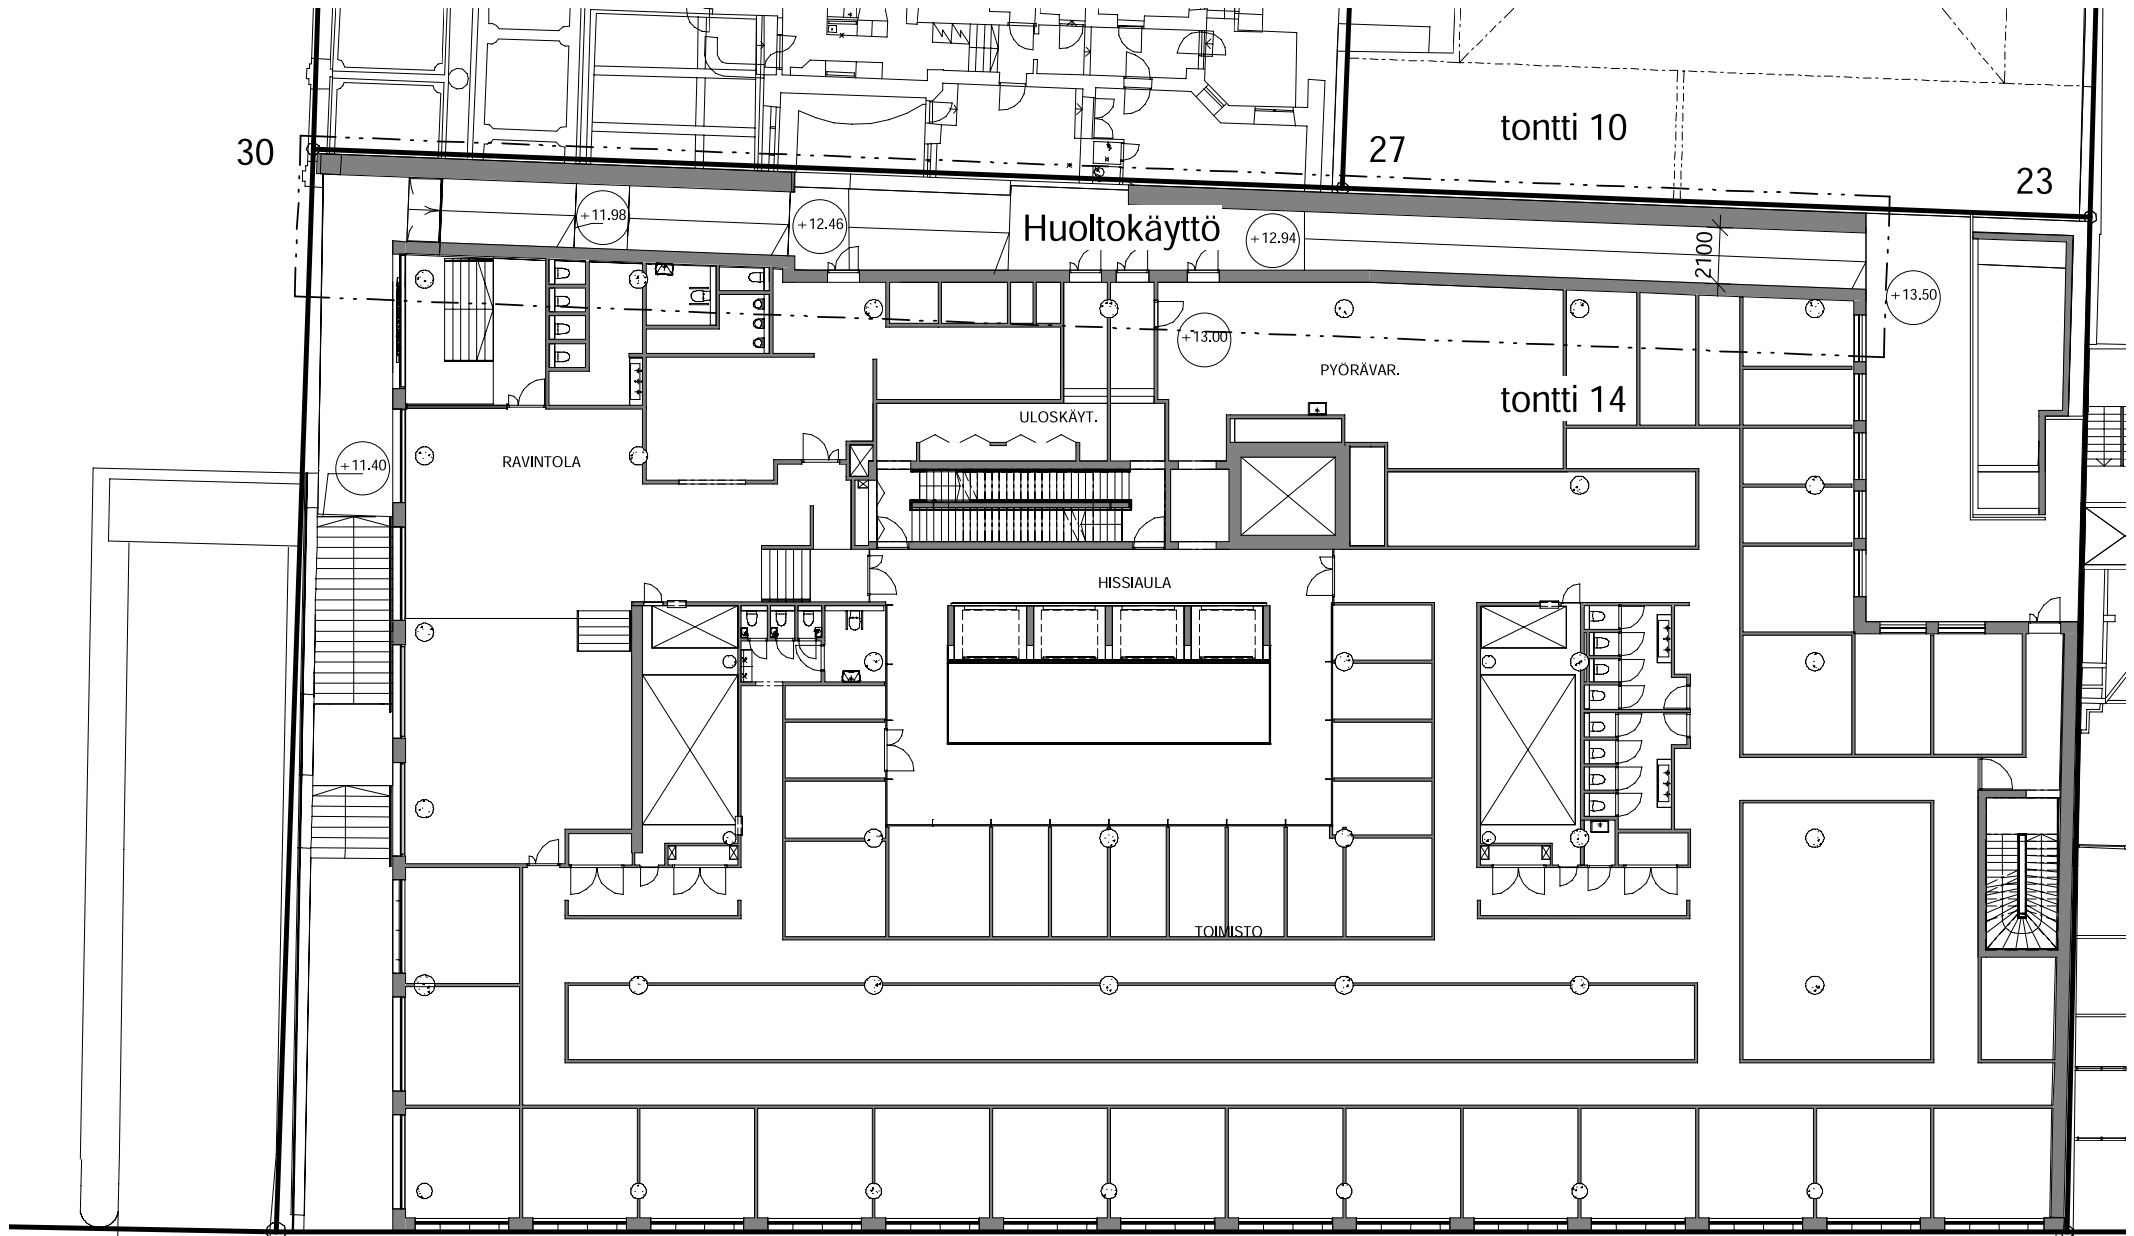 tontti 10
30
27
23
+11.98
+12.46
Huoltokäyttö
+12.94
2100
+13.50
+13.00
PYÖRÄVAR.
tontti 14
ULOSKÄYT.
+11.40
RAVINTOLA
HISSIAULA
TOIMISTO